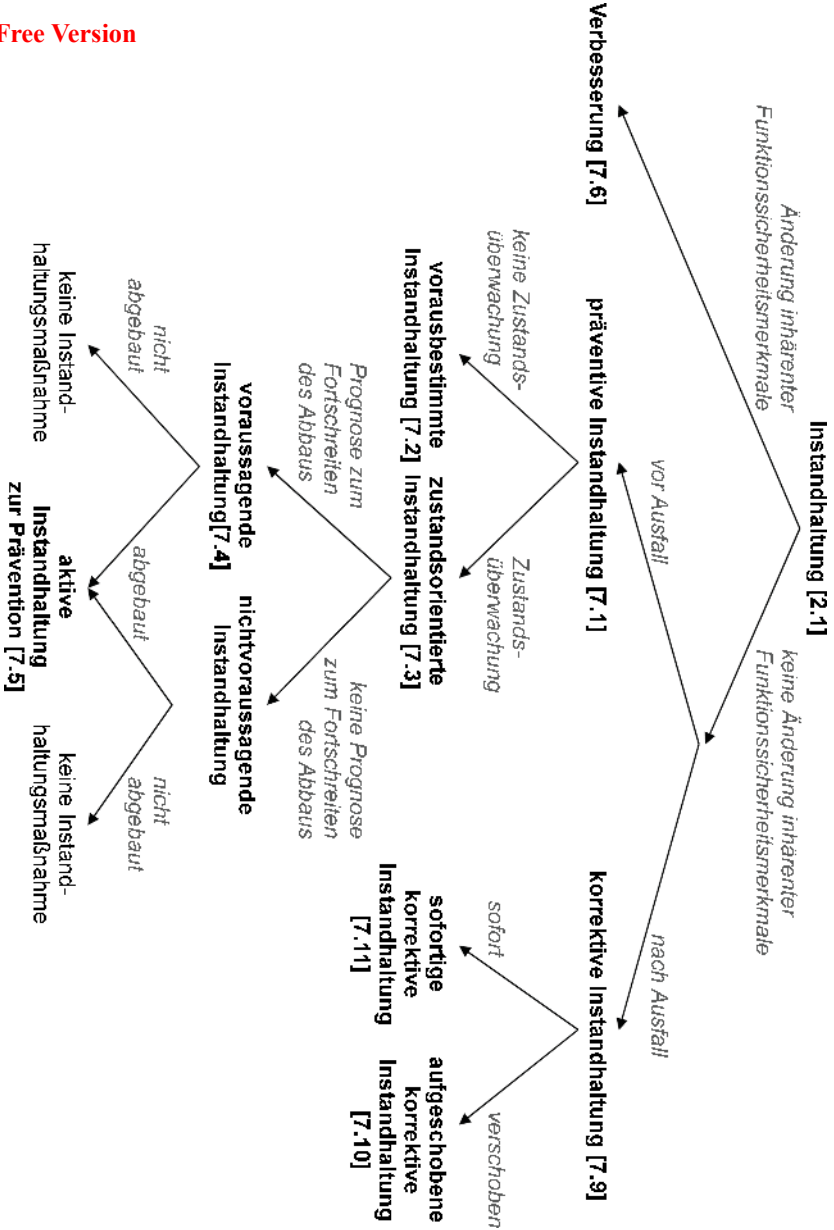 Free Version
Instandhaltung [2.1]
Änderung inhärenter
Funktionssicherheitsmerkmale
keine Änderung inhärenter
Funktionssicherheitsmerkmale
vor Ausfall
nach Ausfall
Verbesserung [7.6]
präventive Instandhaltung [7.1]
korrektive Instandhaltung [7.9]
keine Zustands-
überwachung
Zustands-
überwachung
sofort
verschoben
vorausbestimmte
Instandhaltung [7.2]
zustandsorientierte
Instandhaltung [7.3]
sofortige
korrektive
Instandhaltung
[7.11]
aufgeschobene
korrektive
Instandhaltung
[7.10]
Prognose zum
Fortschreiten
des Abbaus
keine Prognose
zum Fortschreiten
des Abbaus
voraussagende
Instandhaltung[7.4]
nichtvoraussagende
Instandhaltung
nicht
abgebaut
abgebaut
nicht
abgebaut
keine Instand-
haltungsmaßnahme
aktive
Instandhaltung
zur Prävention [7.5]
keine Instand-
haltungsmaßnahme